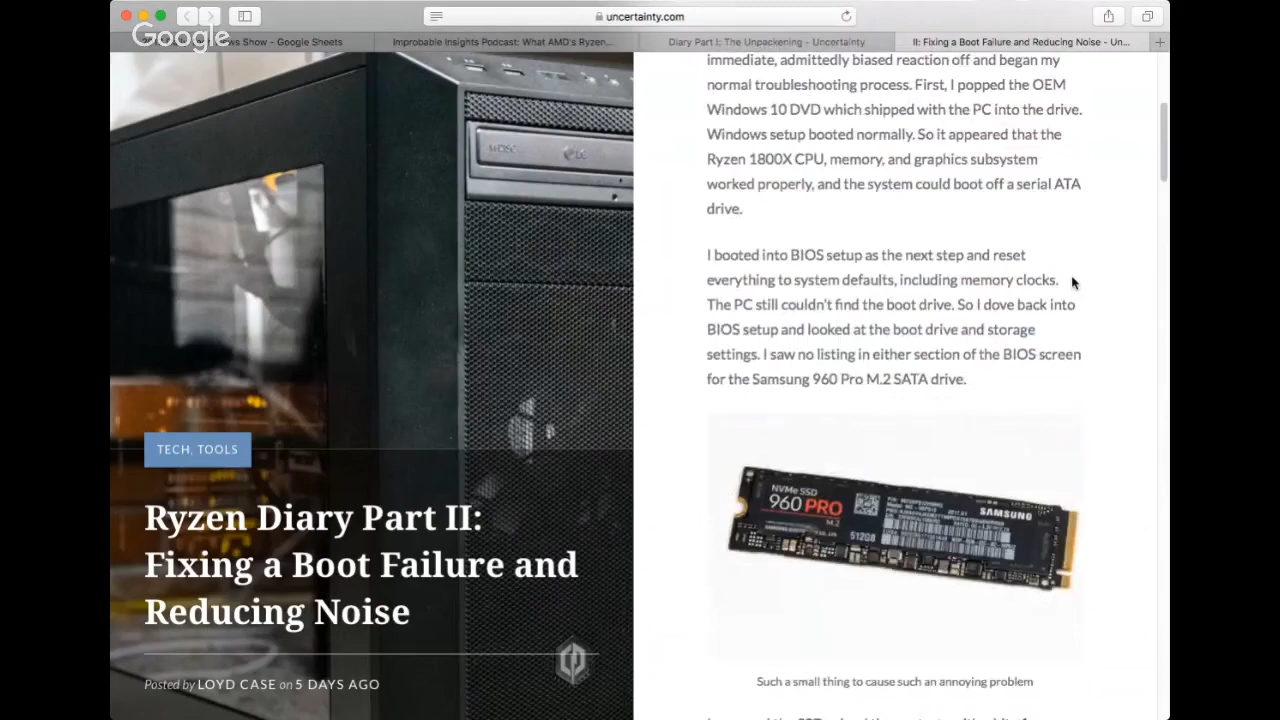 uncertainty.com
Google
ews Show - Google Sheets
Improbable Insights Podcast: What AMD's Ryzen...
Diary Part I: The Unpackening - Uncertainty
II: Fixing a Boot Failure and Reducing Noise - Un...
immediate, admittedly biased reaction off and began my
normal troubleshooting process. First, I popped the OEM
Windows 10 DVD which shipped with the PC into the drive.
Windows setup booted normally. So it appeared that the
Ryzen 1800X CPU, memory, and graphics subsystem
worked properly, and the system could boot off a serial ATA
drive.
I booted into BIOS setup as the next step and reset
everything to system defaults, including memory clocks.
The PC still couldn't find the boot drive. So I dove back into
BIOS setup and looked at the boot drive and storage
settings. I saw no listing in either section of the BIOS screen
for the Samsung 960 Pro M.2 SATA drive.
NVMe SSD
960 PRO
M.2
512GB
SAMSUNG
Such a small thing to cause such an annoying problem
TECH, TOOLS
Ryzen Diary Part II:
Fixing a Boot Failure and
Reducing Noise
Posted by LOYD CASE on 5 DAYS AGO